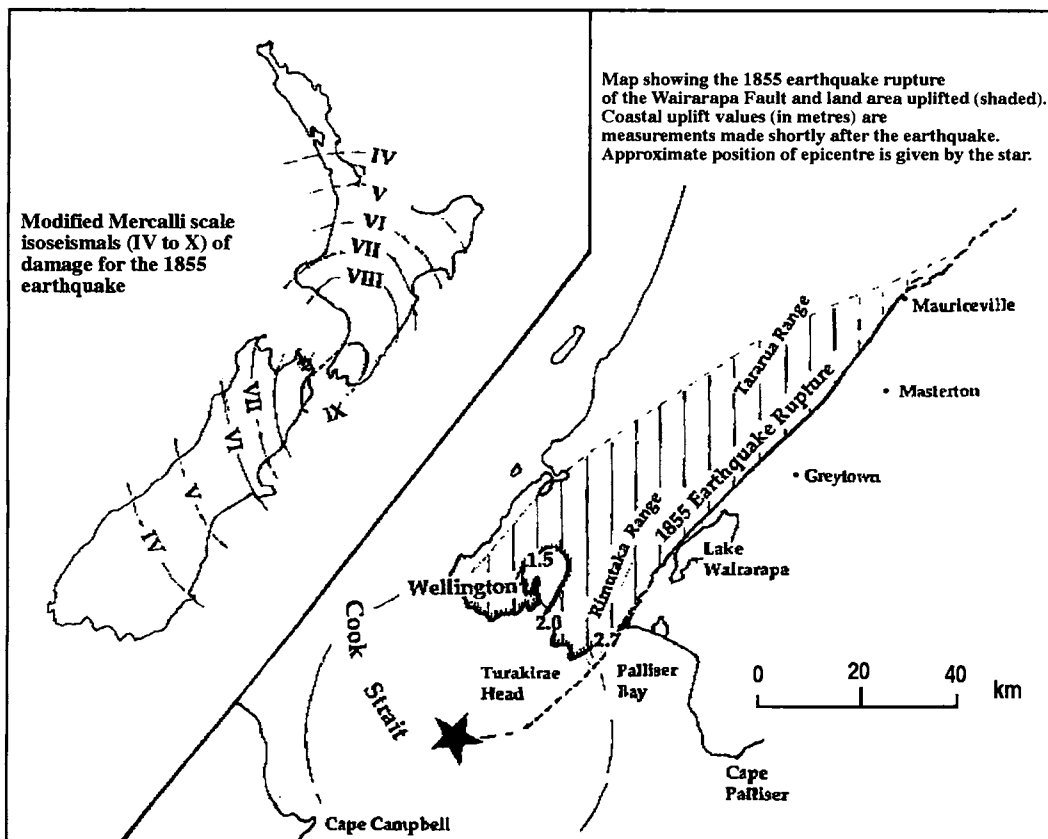 Map showing the 1855 earthquake rupture
of the Wairarapa Fault and land area uplifted (shaded).
Coastal uplift values (in metres) are
measurements made shortly after the earthquake.
Approximate position of epicentre is given by the star.
Modified Mercalli scale
isoseismals (IV to X) of
damage for the 1855
earthquake
IV
V
VI
VII
VIII
IX
VII
VI
V
IV
Mauriceville
Tararua Range
Masterton
1855 Earthquake Rupture
Greytown
Rimutaka Range
Lake
Wairarapa
1.5
Wellington
2.0
2.7
Cook
Strait
Turakirae
Head
Palliser
Bay
0 20 40 km
Cape
Palliser
Cape Campbell